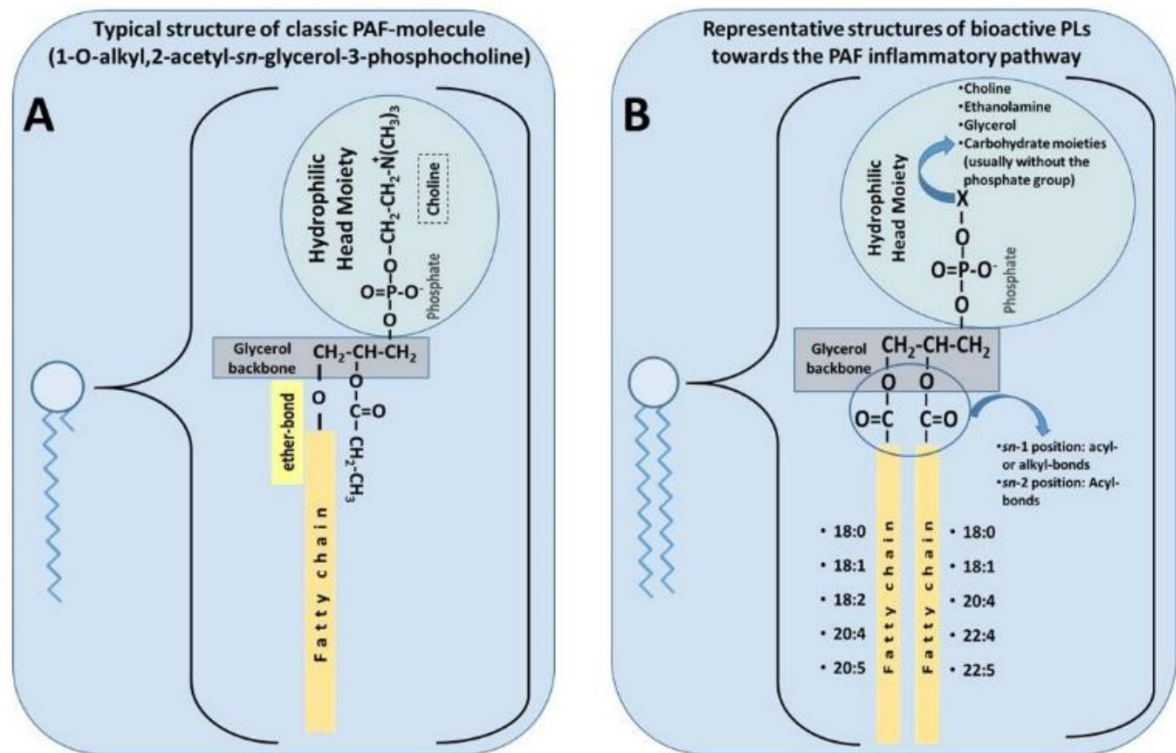 Typical structure of classic PAF-molecule
(1-O-alkyl,2-acetyl-sn-glycerol-3-phosphocholine)
A
Hydrophilic
Head Moiety
CH₂-CH₂-N⁺(CH₃)₃
Choline
O
O=P-O⁻
O
Phosphate
Glycerol
backbone
CH₂-CH-CH₂
O
O
C=O
CH₂-CH₃
ether-bond
Fatty chain
Representative structures of bioactive PLs
towards the PAF inflammatory pathway
B
•Choline
•Ethanolamine
•Glycerol
•Carbohydrate moieties
(usually without the
phosphate group)
Hydrophilic
Head Moiety
X
O
O=P-O⁻
O
Phosphate
Glycerol
backbone
CH₂-CH-CH₂
O O
O=C C=O
•sn-1 position: acyl-
or alkyl-bonds
•sn-2 position: Acyl-
bonds
Fatty chain
Fatty chain
• 18:0
• 18:1
• 18:2
• 20:4
• 20:5
• 18:0
• 18:1
• 20:4
• 22:4
• 22:5